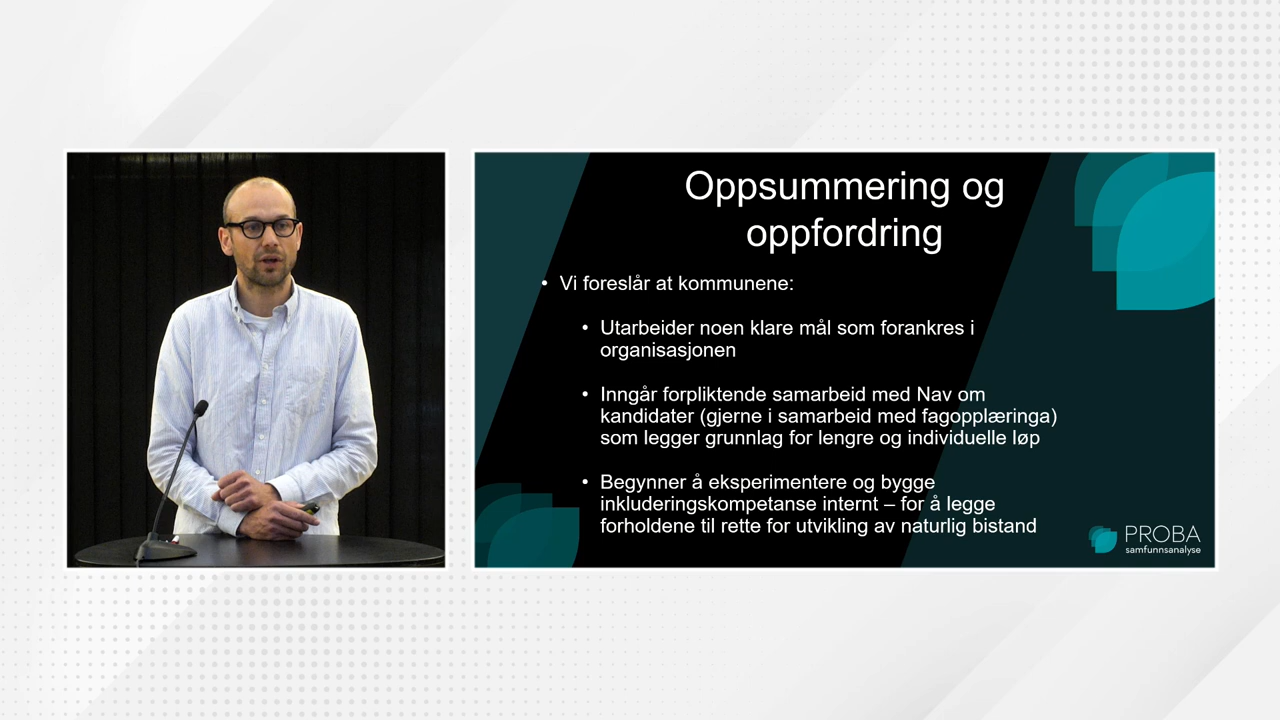 Oppsummering og
oppfordring
• Vi foreslår at kommunene:
• Utarbeider noen klare mål som forankres i
organisasjonen
• Inngår forpliktende samarbeid med Nav om
kandidater (gjerne i samarbeid med fagopplæringa)
som legger grunnlag for lengre og individuelle løp
• Begynner å eksperimentere og bygge
inkluderingskompetanse internt – for å legge
forholdene til rette for utvikling av naturlig bistand
PROBA
samfunnsanalyse